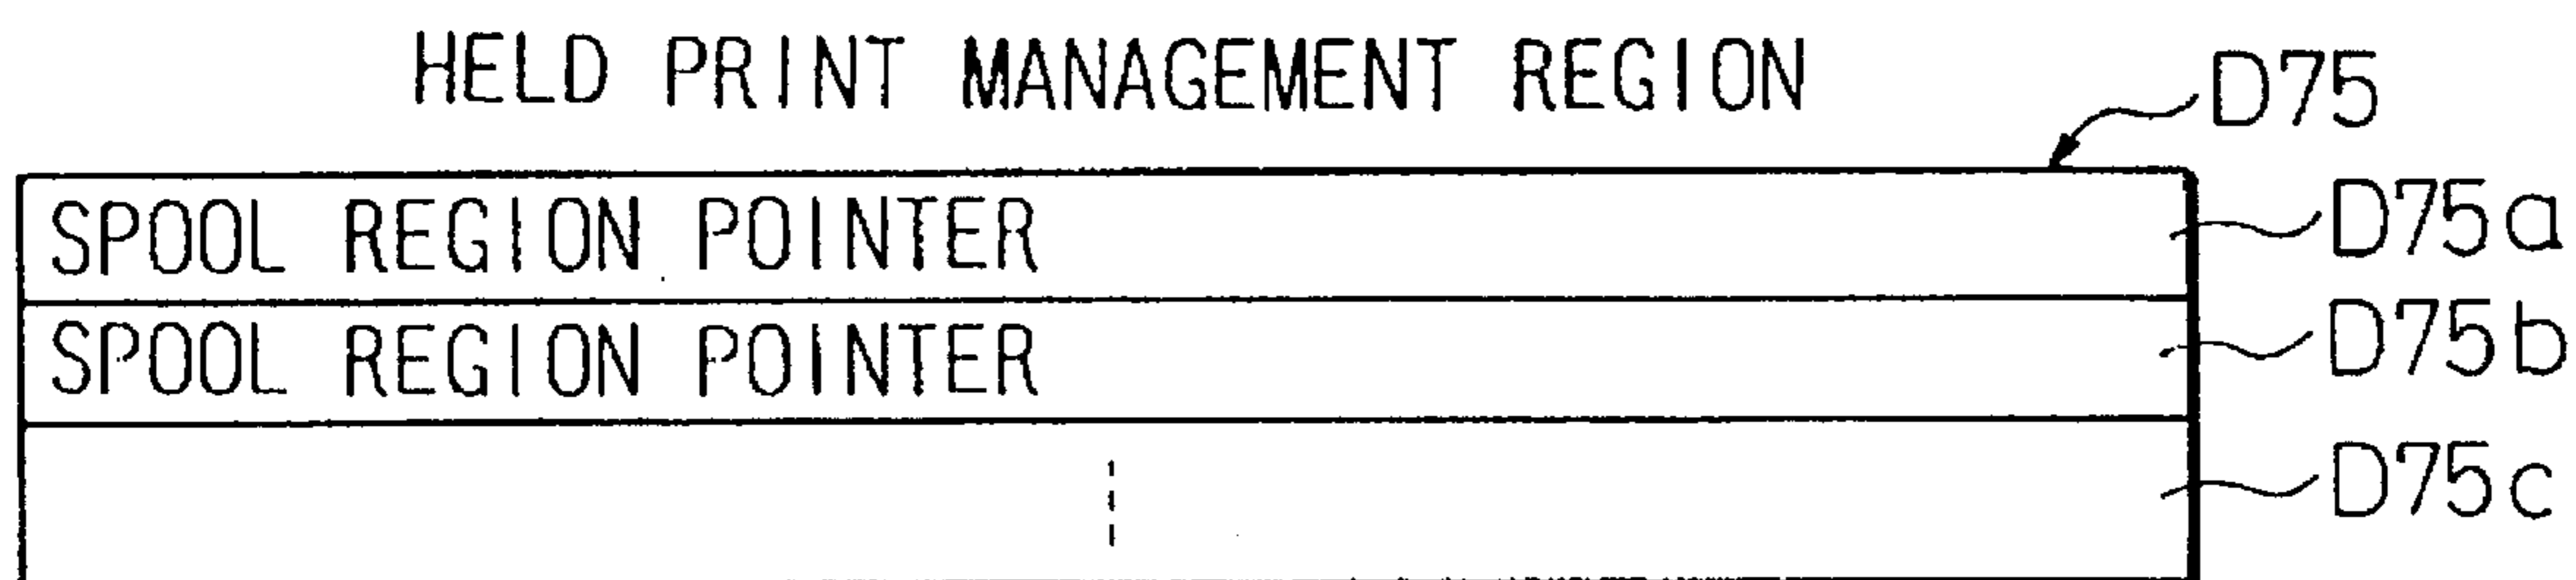 HELD PRINT MANAGEMENT REGION
D75
SPOOL REGION POINTER D75a
SPOOL REGION POINTER D75b
D75c